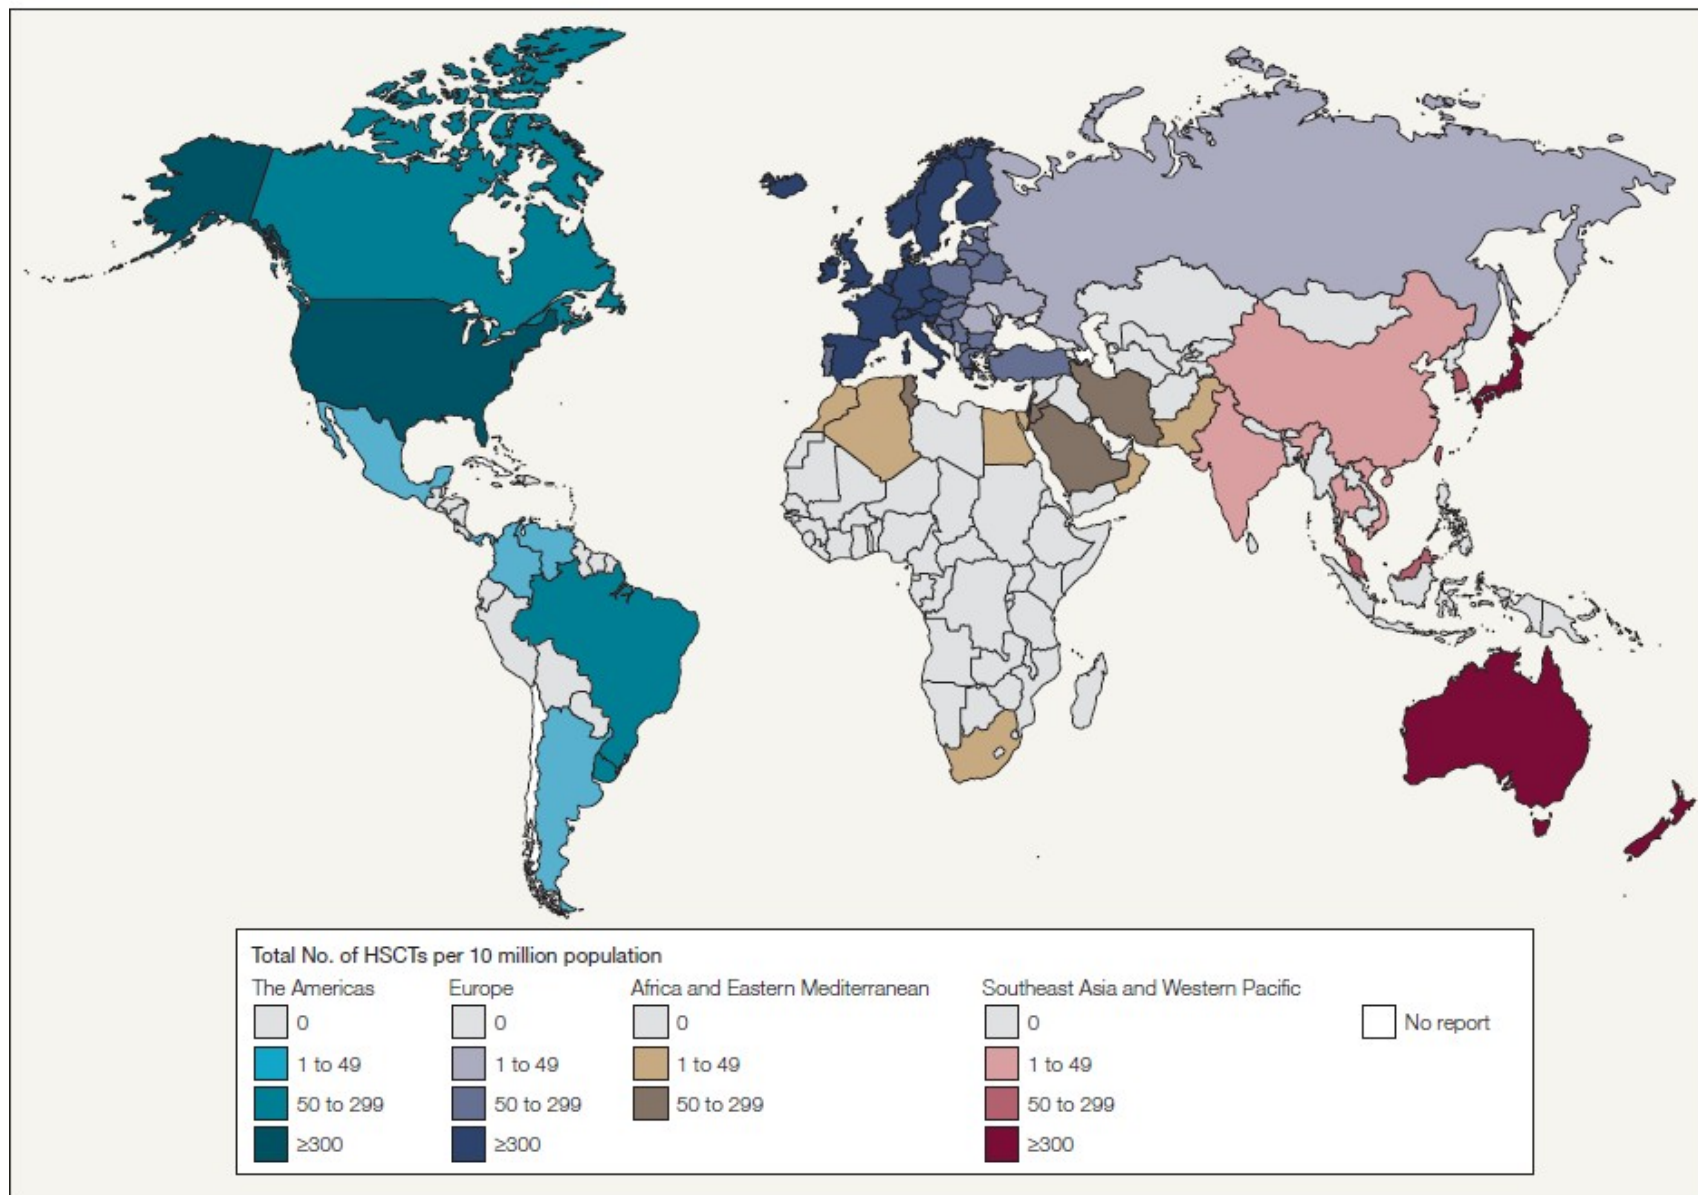 Total No. of HSCTs per 10 million population
The Americas
0
1 to 49
50 to 299
≥300
Europe
0
1 to 49
50 to 299
≥300
Africa and Eastern Mediterranean
0
1 to 49
50 to 299
Southeast Asia and Western Pacific
0
1 to 49
50 to 299
≥300
No report